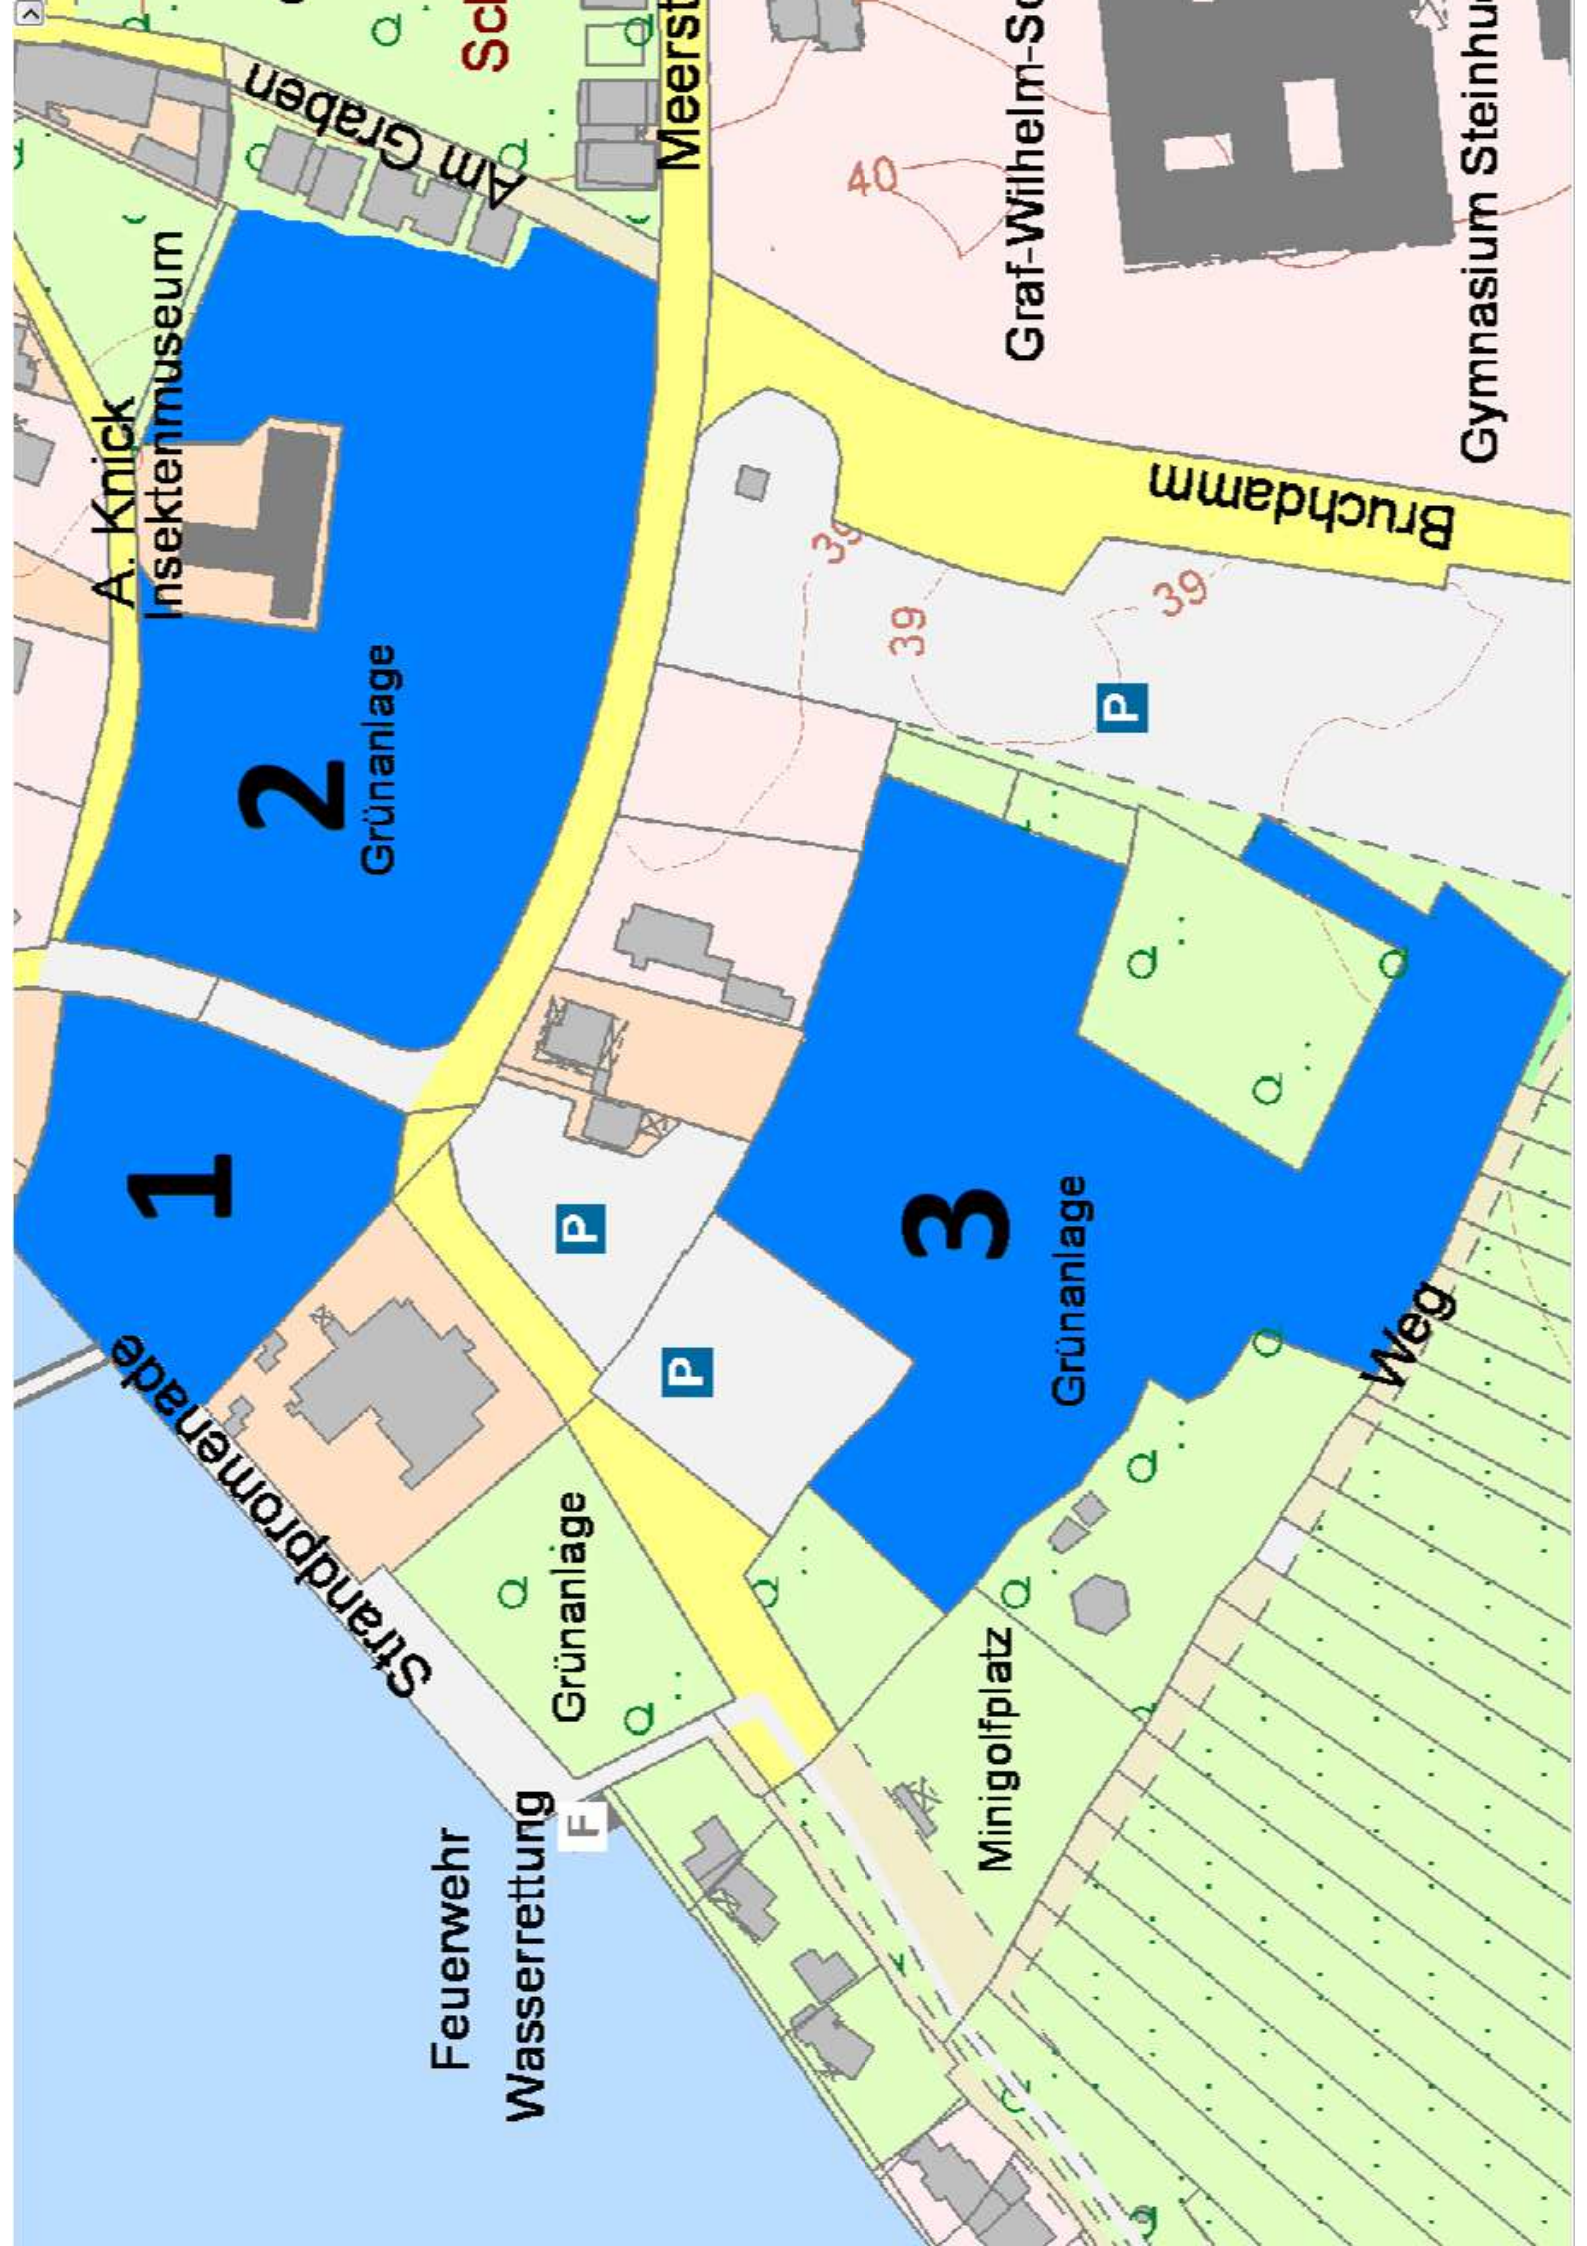 A. Knick
Insektenmuseum
Am Graben
Sch
Meerst
40
Graf-Wilhelm-Sc
Gymnasium Steinhu
Bruchdamm
39
39
39
P
2
Grünanlage
1
P
P
3
Grünanlage
Weg
Strandpromenade
Grünanlage
Feuerwehr
Wasserrettung
F
Minigolfplatz